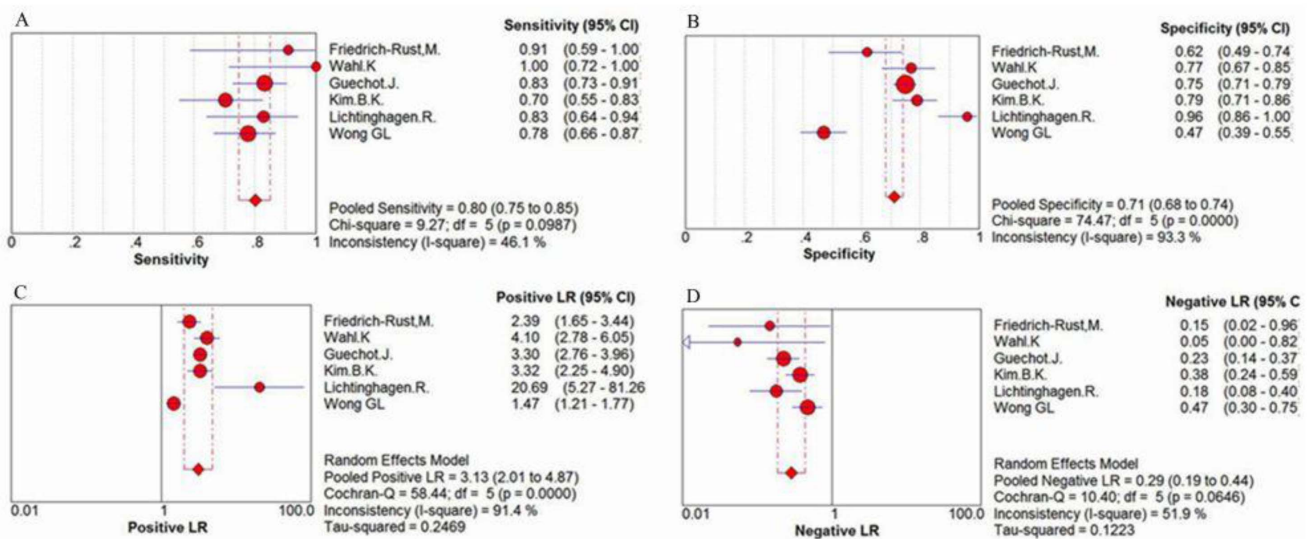 A
Sensitivity (95% CI)
Friedrich-Rust,M. 0.91 (0.59 - 1.00
Wahl.K 1.00 (0.72 - 1.00
Guechot.J. 0.83 (0.73 - 0.91
Kim.B.K. 0.70 (0.55 - 0.83
Lichtinghagen.R. 0.83 (0.64 - 0.94
Wong GL 0.78 (0.66 - 0.87
Pooled Sensitivity = 0.80 (0.75 to 0.85)
Chi-square = 9.27; df = 5 (p = 0.0987)
Inconsistency (I-square) = 46.1 %
0 .2 .4 .6 .8 1
Sensitivity
B
Specificity (95% CI)
Friedrich-Rust,M. 0.62 (0.49 - 0.74
Wahl.K 0.77 (0.67 - 0.85
Guechot.J. 0.75 (0.71 - 0.79
Kim.B.K. 0.79 (0.71 - 0.86
Lichtinghagen.R. 0.96 (0.86 - 1.00
Wong GL 0.47 (0.39 - 0.55
Pooled Specificity = 0.71 (0.68 to 0.74)
Chi-square = 74.47; df = 5 (p = 0.0000)
Inconsistency (I-square) = 93.3 %
0 .2 .4 .6 .8 1
Specificity
C
Positive LR (95% CI)
Friedrich-Rust,M. 2.39 (1.65 - 3.44
Wahl.K 4.10 (2.78 - 6.05
Guechot.J. 3.30 (2.76 - 3.96
Kim.B.K. 3.32 (2.25 - 4.90
Lichtinghagen.R. 20.69 (5.27 - 81.26
Wong GL 1.47 (1.21 - 1.77
Random Effects Model
Pooled Positive LR = 3.13 (2.01 to 4.87)
Cochran-Q = 58.44; df = 5 (p = 0.0000)
Inconsistency (I-square) = 91.4 %
Tau-squared = 0.2469
0.01 1 100.0
Positive LR
D
Negative LR (95% C
Friedrich-Rust,M. 0.15 (0.02 - 0.96
Wahl.K 0.05 (0.00 - 0.82
Guechot.J. 0.23 (0.14 - 0.37
Kim.B.K. 0.38 (0.24 - 0.59
Lichtinghagen.R. 0.18 (0.08 - 0.40
Wong GL 0.47 (0.30 - 0.75
Random Effects Model
Pooled Negative LR = 0.29 (0.19 to 0.44)
Cochran-Q = 10.40; df = 5 (p = 0.0646)
Inconsistency (I-square) = 51.9 %
Tau-squared = 0.1223
0.01 1 100.0
Negative LR